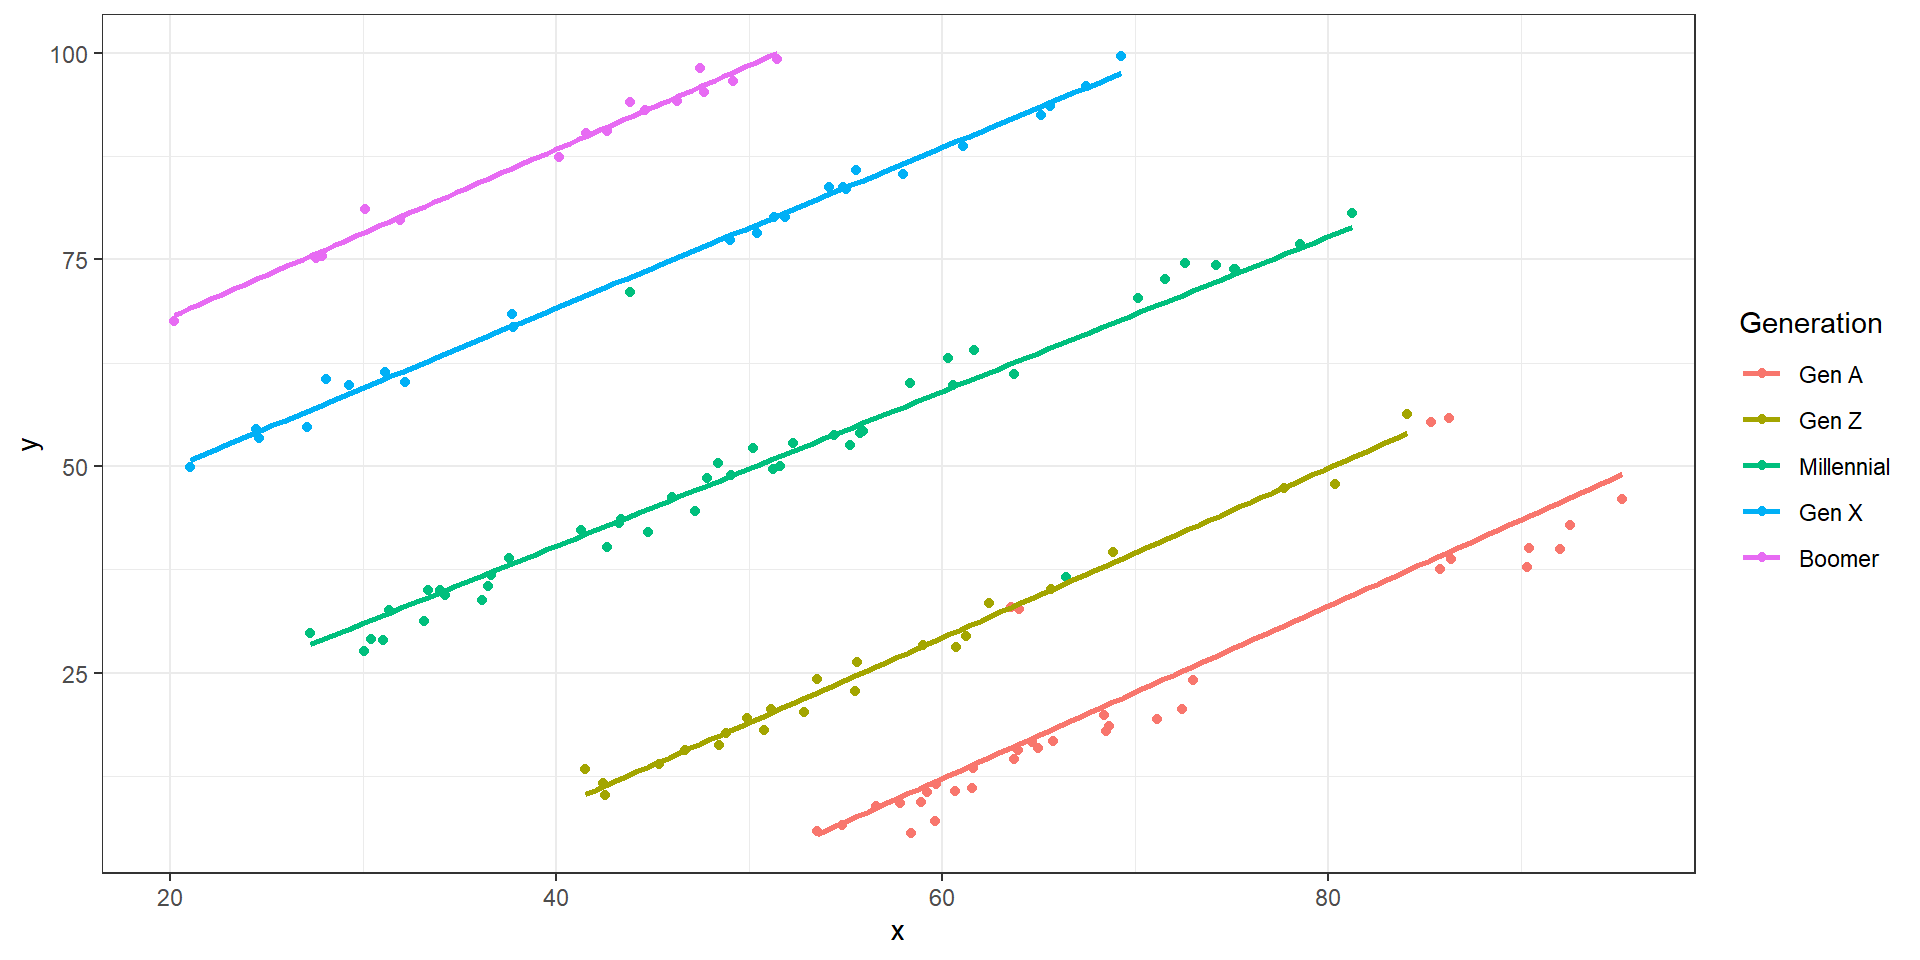 100
75
50
25
y
20 40 60 80
x
Generation
Gen A
Gen Z
Millennial
Gen X
Boomer